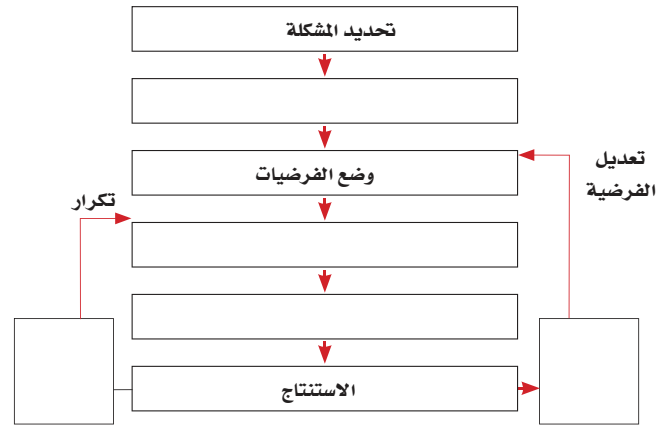 تحديد المشكلة
وضع الفرضيات
تعديل
الفرضية
تكرار
الاستنتاج